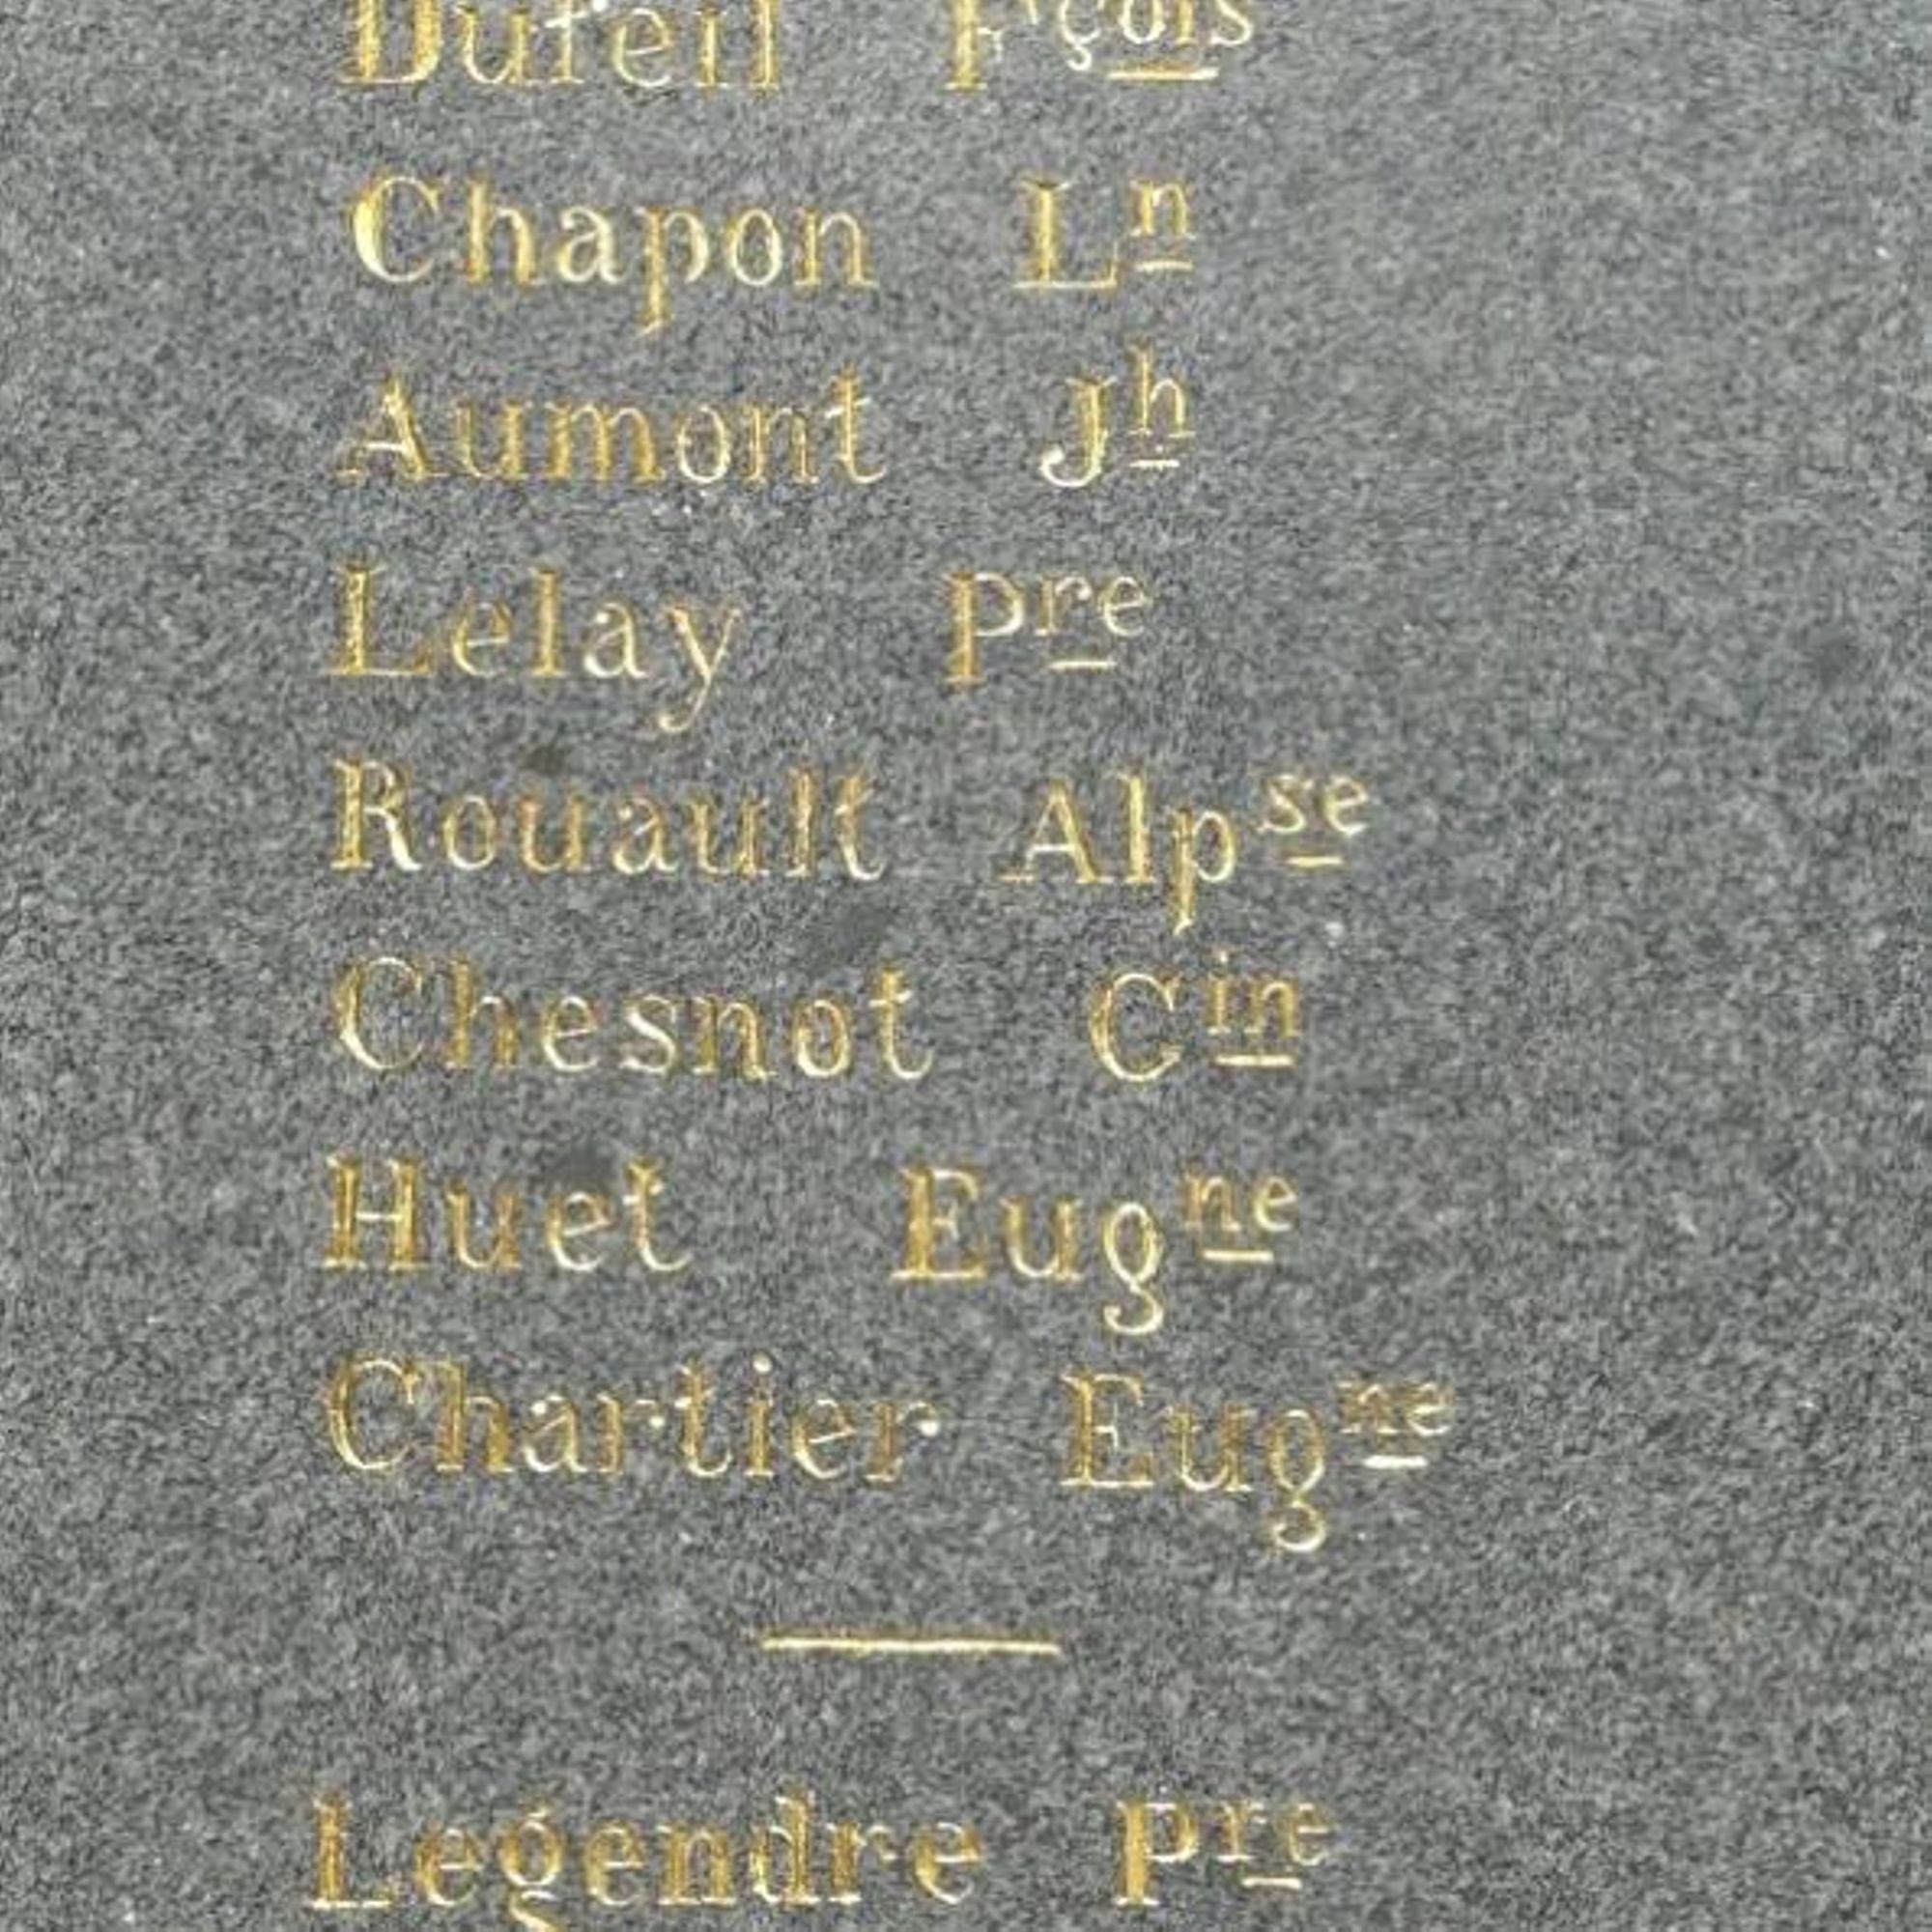 Dufeil Fçois
Chapon Ln
Aumont Jh
Lelay Pre
Rouault Alpse
Chesnot Cin
Huet Eugne
Chartier Eugne
Legendre Pre